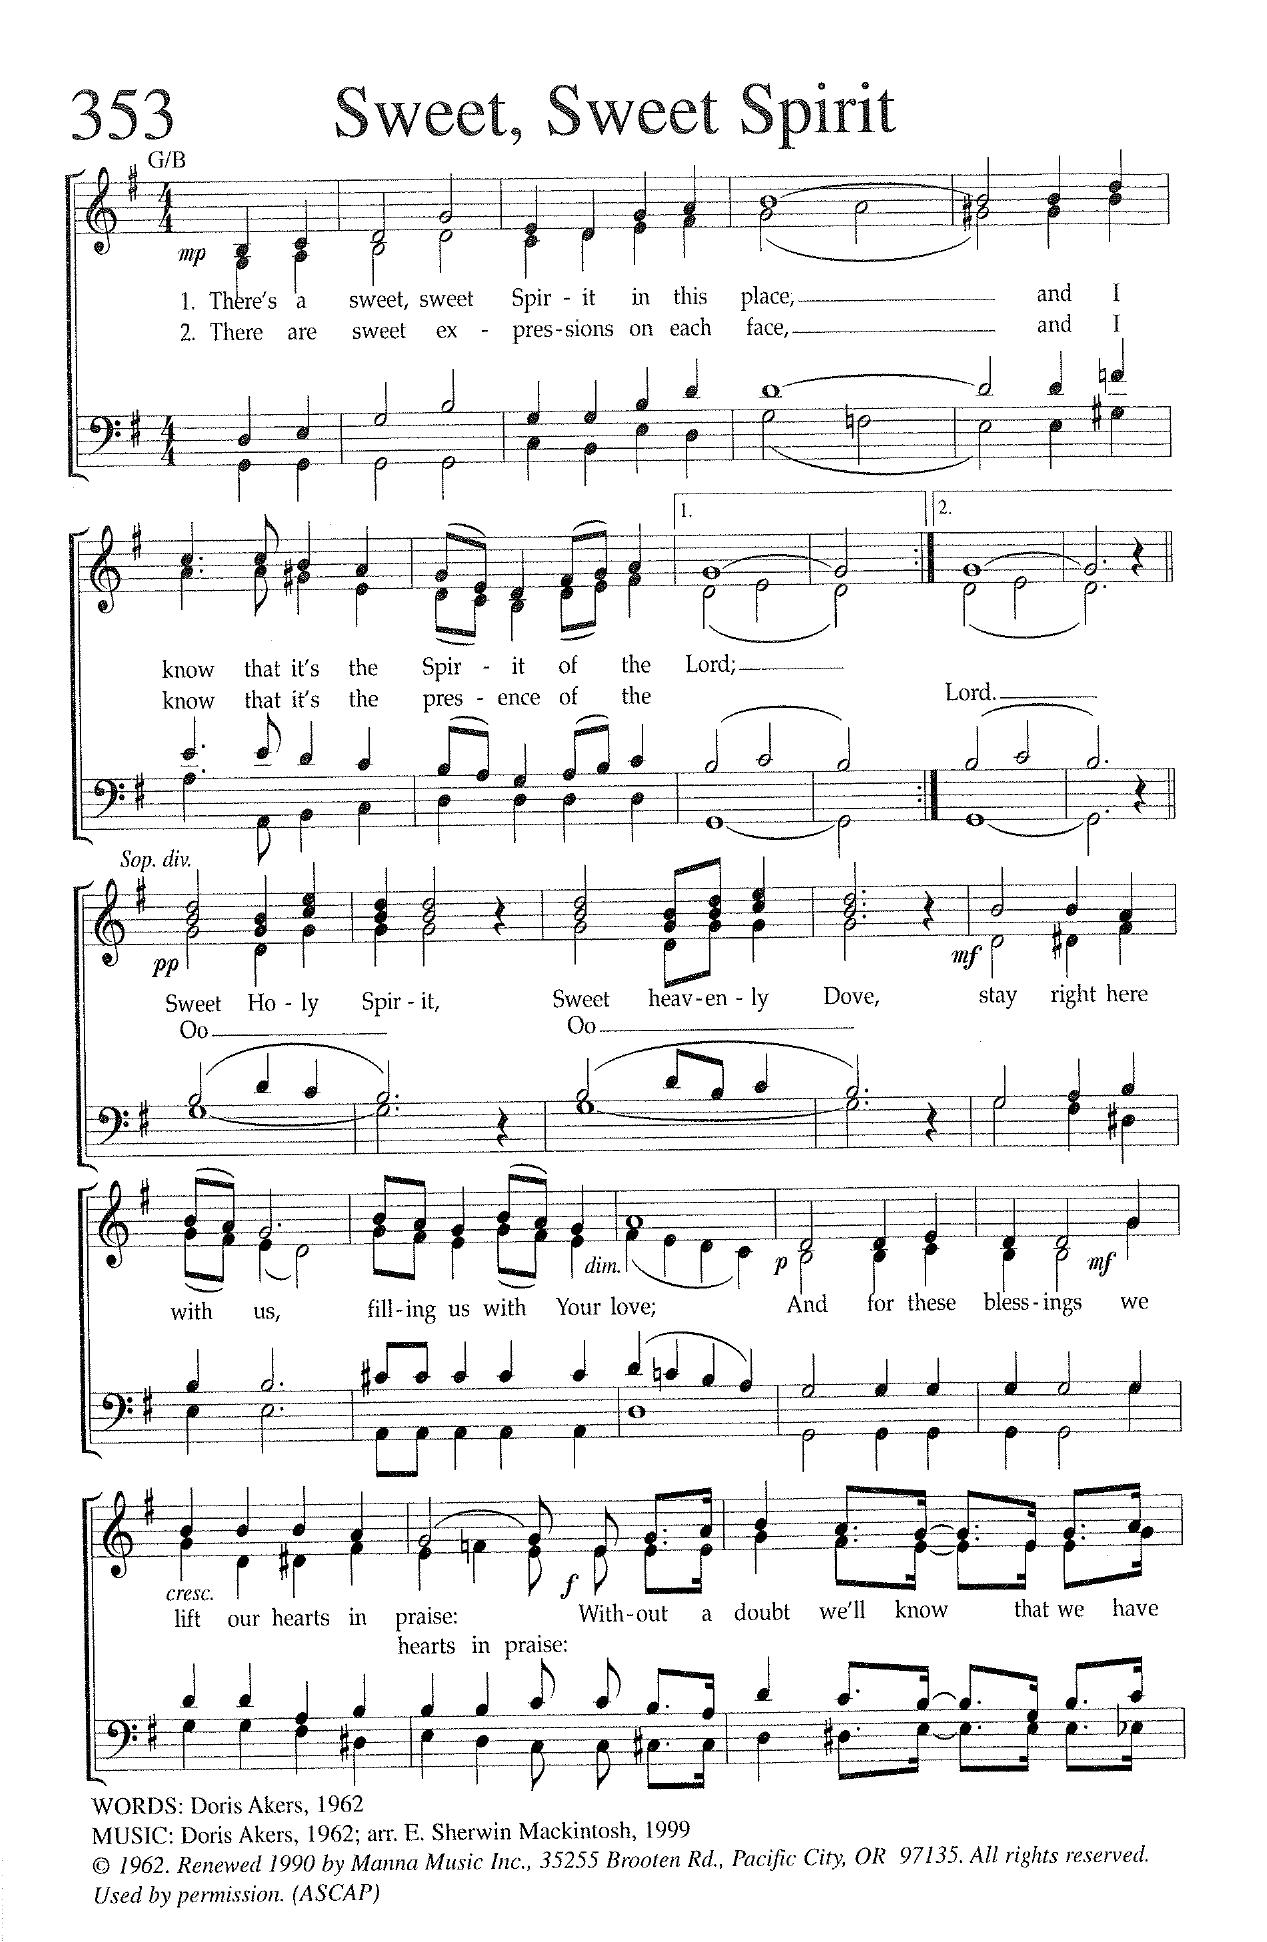 353 Sweet, Sweet Spirit
G/B
mp
1. There's a sweet, sweet Spir - it in this place, and I
2. There are sweet ex - pres-sions on each face, and I
1. 2.
know that it's the Spir - it of the Lord;
know that it's the pres - ence of the Lord.
Sop. div.
pp mf
Sweet Ho - ly Spir - it, Sweet heav-en - ly Dove, stay right here
Oo Oo
dim. p mf
with us, fill-ing us with Your love; And for these bless-ings we
cresc. f
lift our hearts in praise: With-out a doubt we'll know that we have
hearts in praise:
WORDS: Doris Akers, 1962
MUSIC: Doris Akers, 1962; arr. E. Sherwin Mackintosh, 1999
© 1962. Renewed 1990 by Manna Music Inc., 35255 Brooten Rd., Pacific City, OR 97135. All rights reserved.
Used by permission. (ASCAP)